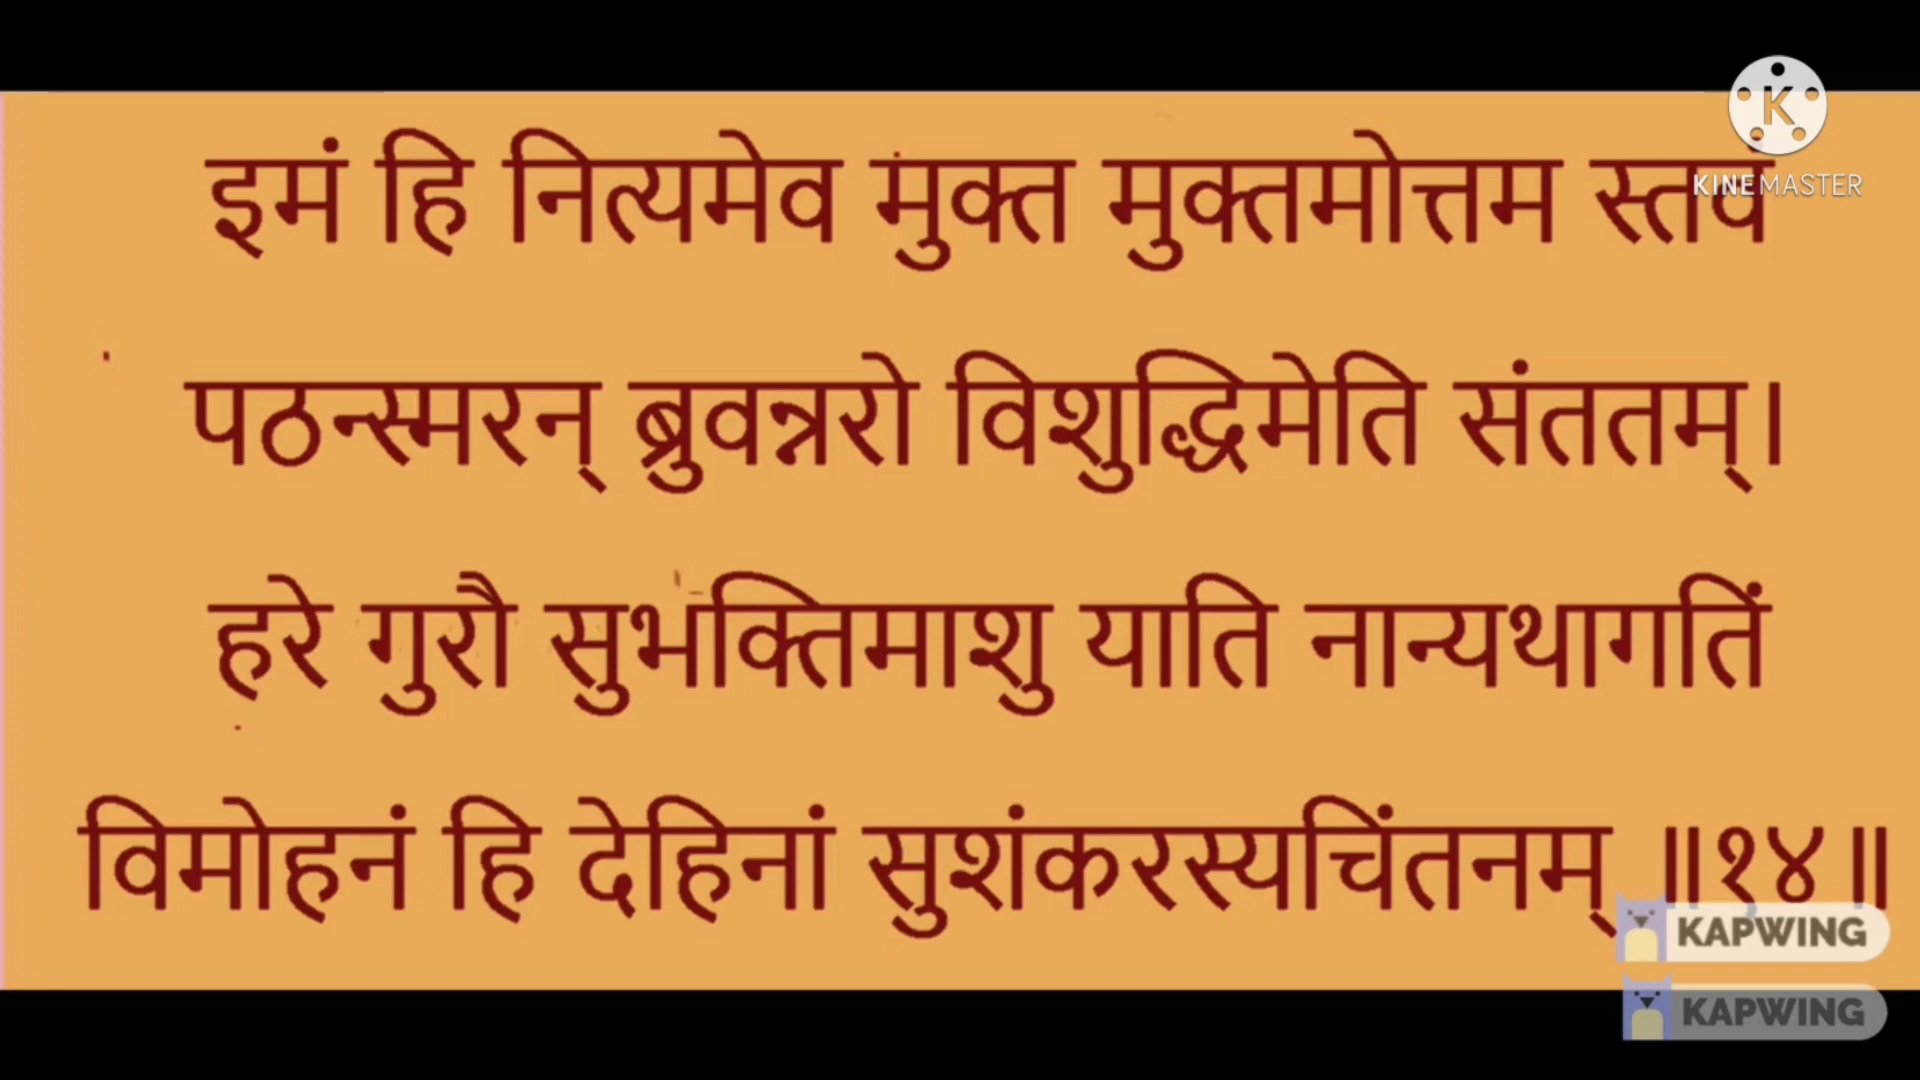 इमं हि नित्यमेव मुक्त मुक्तमोत्तम स्तवं
पठन्स्मरन् ब्रुवन्नरो विशुद्धिमेति संततम्।
हरे गुरौ सुभक्तिमाशु याति नान्यथागतिं
विमोहनं हि देहिनां सुशंकरस्यचिंतनम् ॥१४॥
K
KINEMASTER
KAPWING
KAPWING